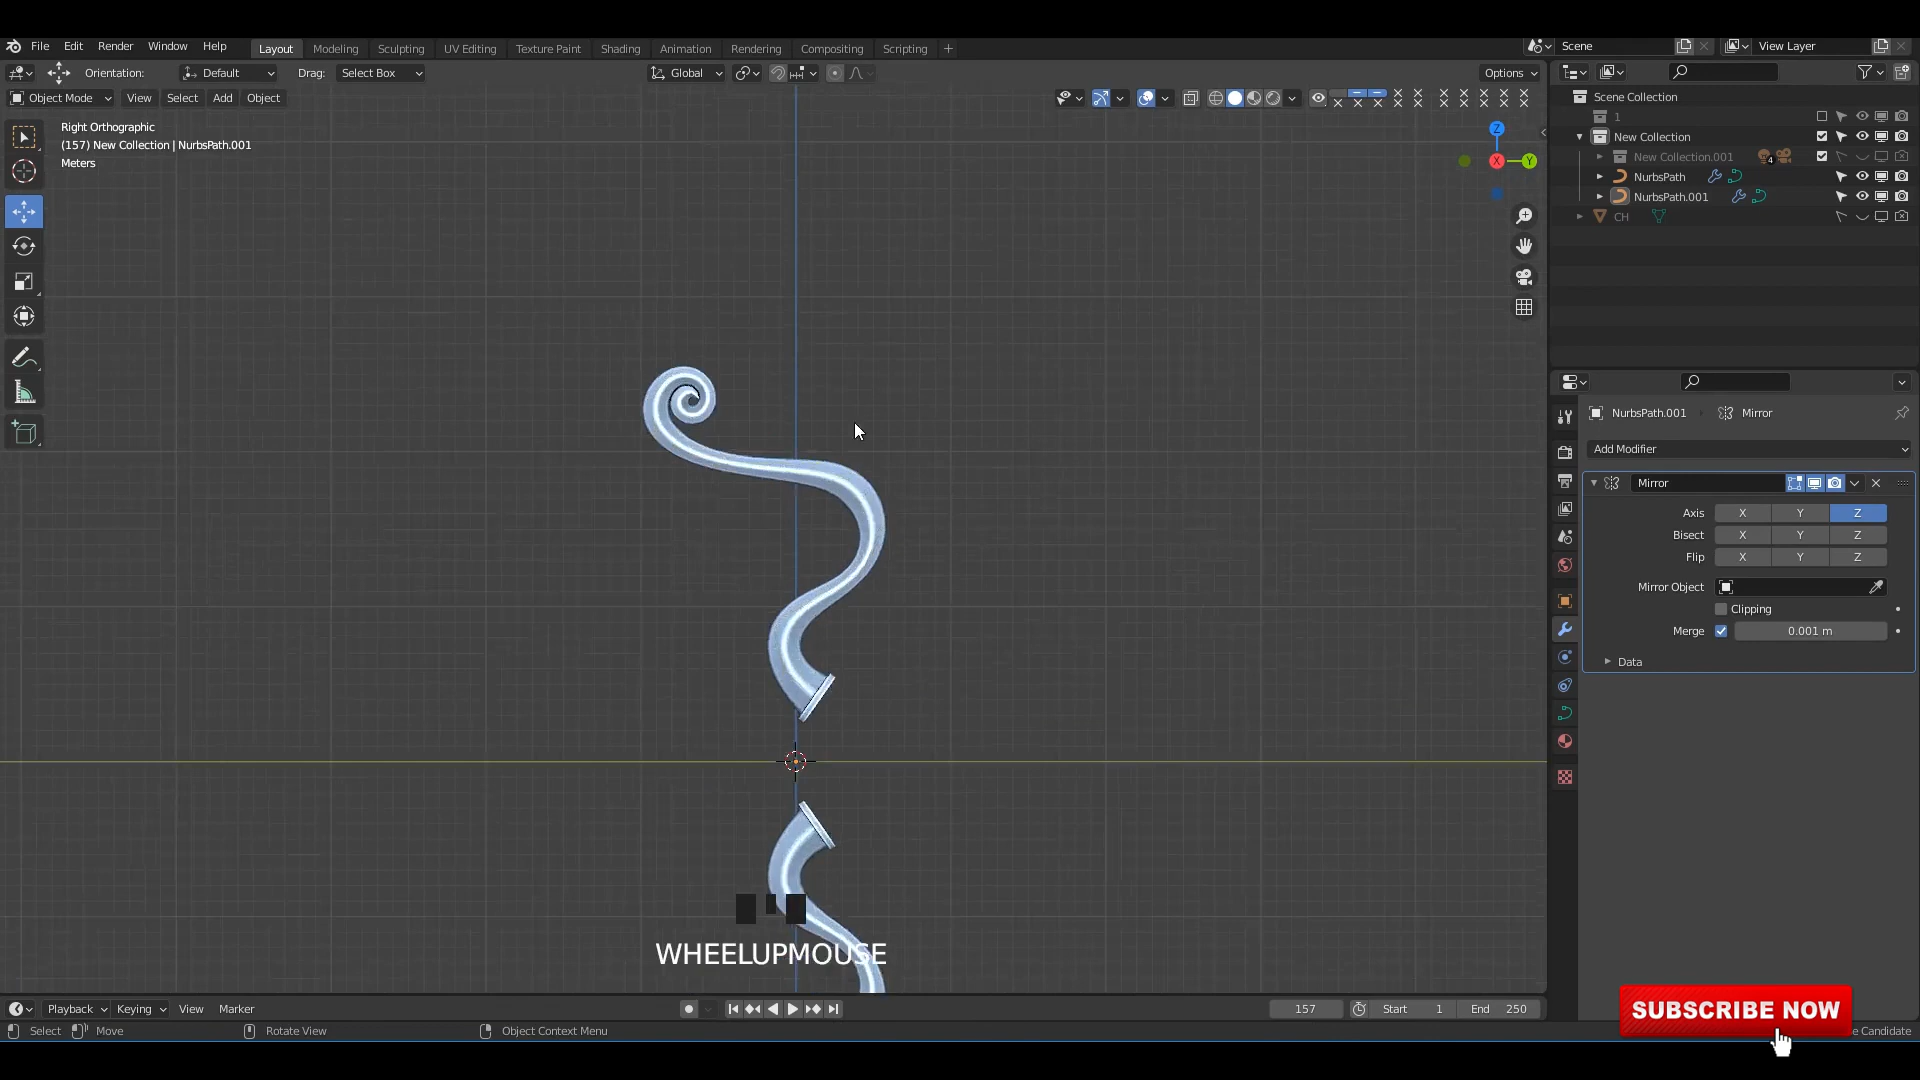 File Edit Render Window Help
Layout Modeling Sculpting UV Editing Texture Paint Shading Animation Rendering Compositing Scripting +
Scene
View Layer
Orientation: Default Drag: Select Box
Global
Options
Object Mode View Select Add Object
Right Orthographic
(157) New Collection | NurbsPath.001
Meters
Z
X
Y
Scene Collection
1
New Collection
New Collection.001
4
NurbsPath
NurbsPath.001
CH
NurbsPath.001
Mirror
Add Modifier
Mirror
Axis X Y Z
Bisect X Y Z
Flip X Y Z
Mirror Object
Clipping
Merge 0.001 m
Data
WHEELUPMOUSE
Playback Keying View Marker
157
Start 1
End 250
Select
Move
Rotate View
Object Context Menu
SUBSCRIBE NOW
Candidate